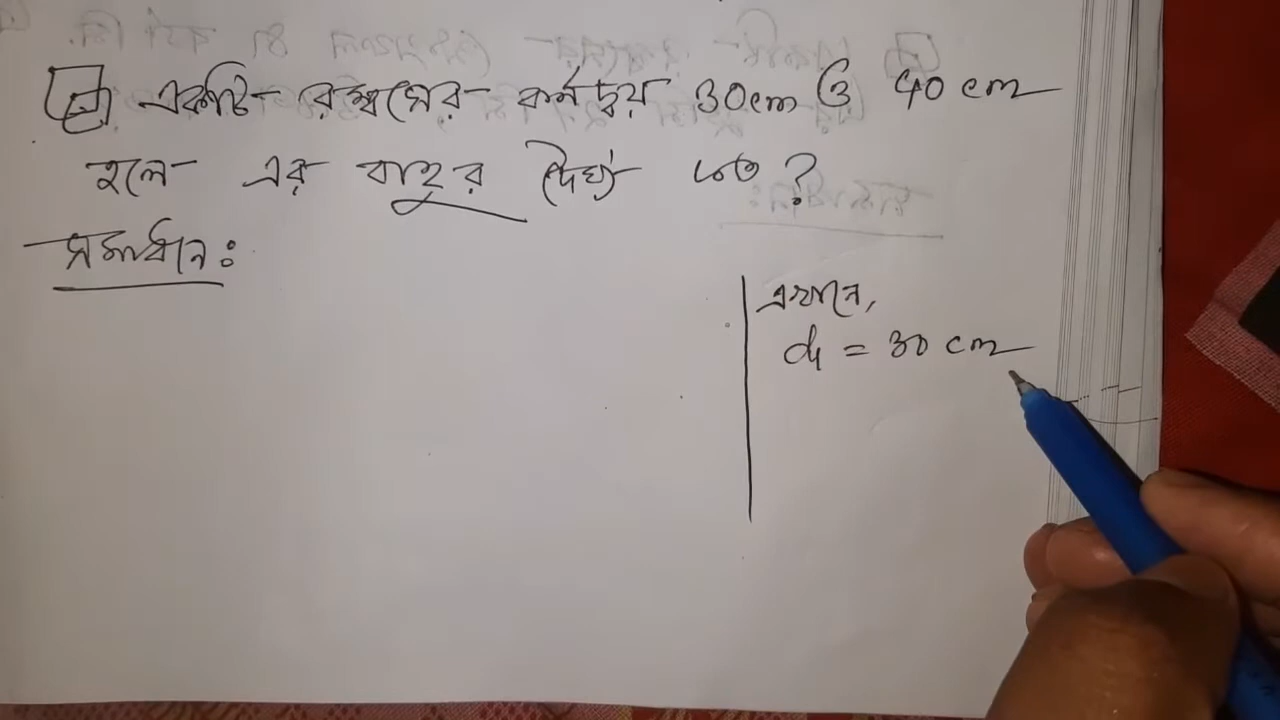 একটি রম্বসের কর্ণদ্বয় 30cm ও 40 cm
হলে এর বাহুর দৈর্ঘ্য কত?
সমাধান:
এখানে,
d₁ = 30 cm